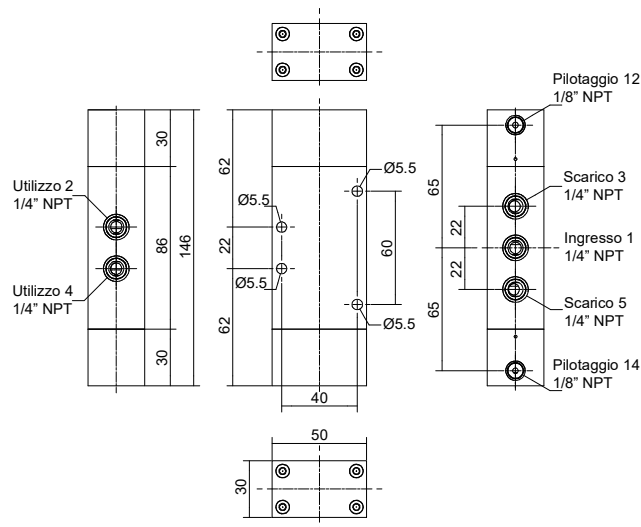 Utilizzo 2
1/4” NPT
Utilizzo 4
1/4” NPT
30
86
30
146
62
22
62
Ø5.5
Ø5.5
Ø5.5
Ø5.5
60
40
50
30
65
65
22
22
Pilotaggio 12
1/8” NPT
Scarico 3
1/4” NPT
Ingresso 1
1/4” NPT
Scarico 5
1/4” NPT
Pilotaggio 14
1/8” NPT